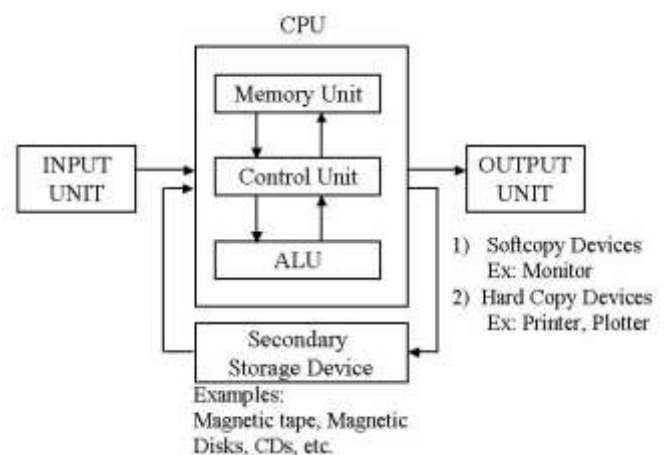 CPU
Memory Unit
INPUT
UNIT
Control Unit
OUTPUT
UNIT
ALU
1) Softcopy Devices
Ex: Monitor
2) Hard Copy Devices
Ex: Printer, Plotter
Secondary
Storage Device
Examples:
Magnetic tape, Magnetic
Disks, CDs, etc.